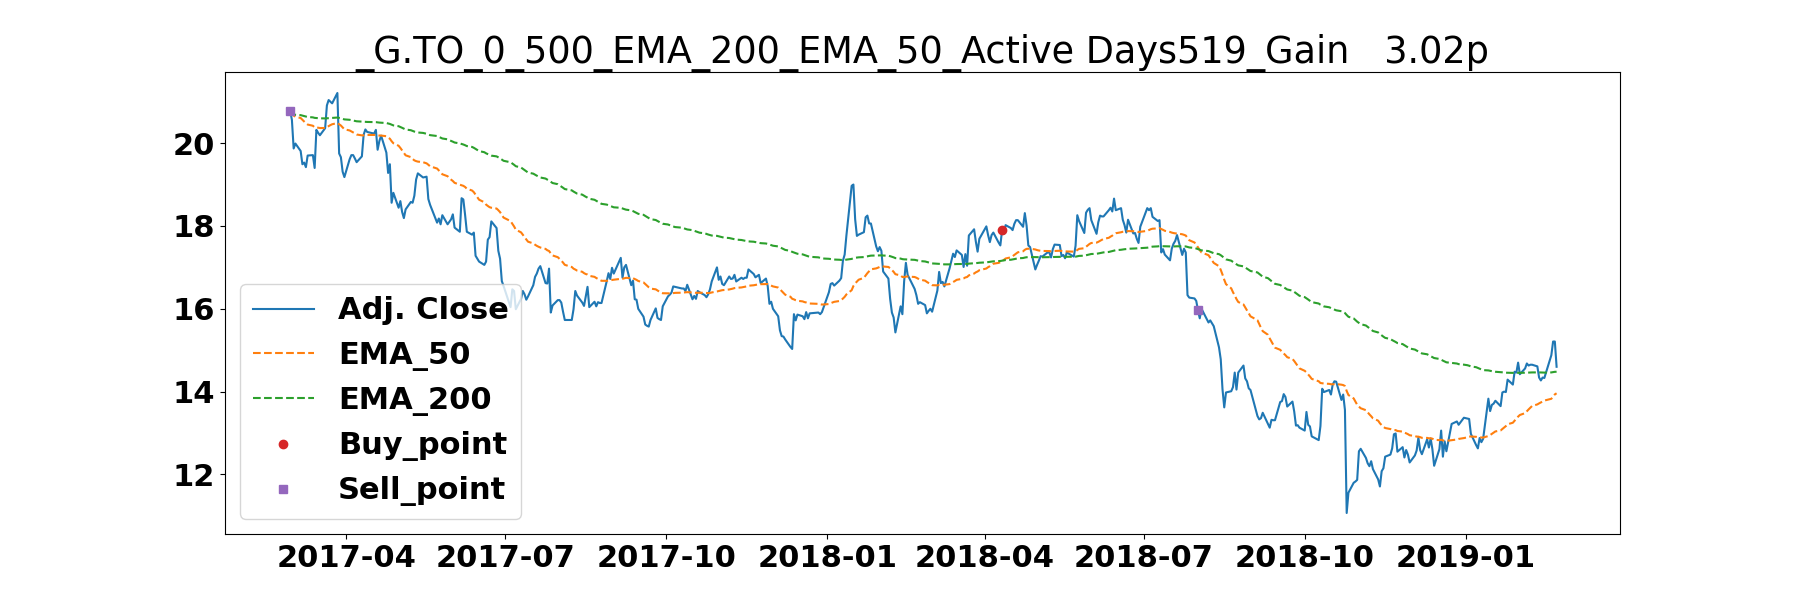 _G.TO_0_500_EMA_200_EMA_50_Active Days519_Gain   3.02p
20
18
16
14
12
Adj. Close
EMA_50
EMA_200
Buy_point
Sell_point
2017-04 2017-07 2017-10 2018-01 2018-04 2018-07 2018-10 2019-01